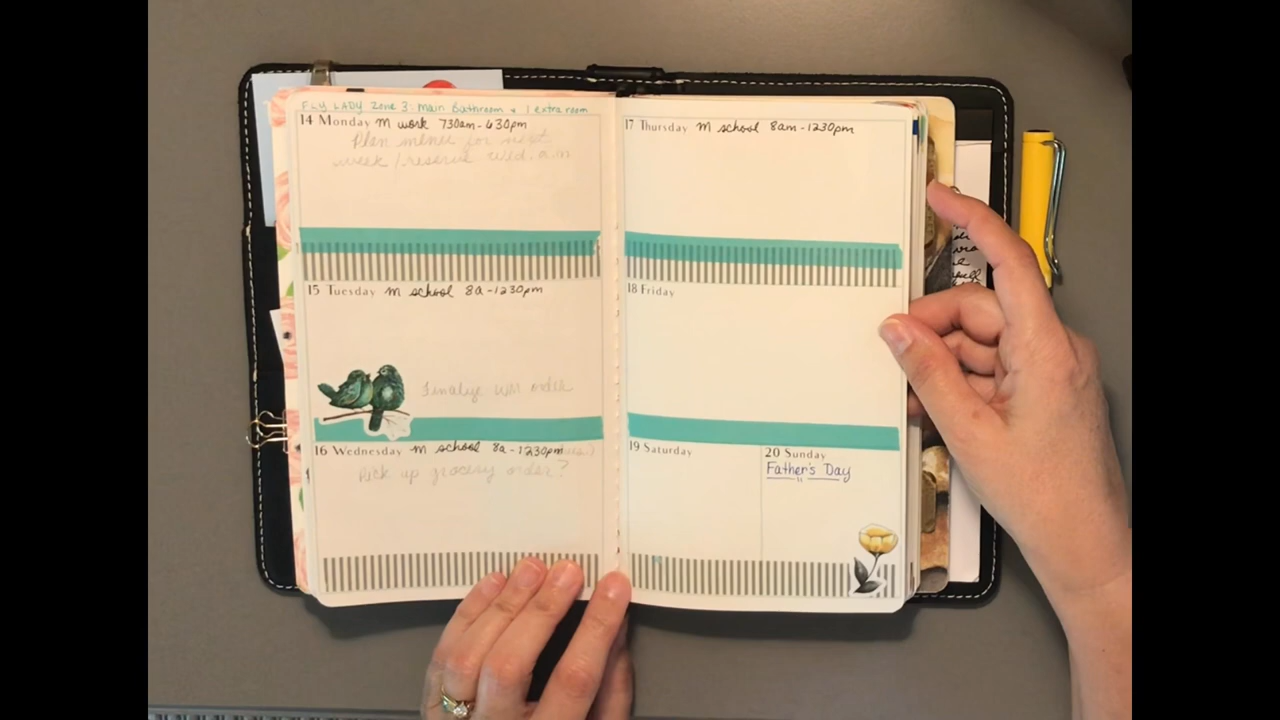 FLY LADY Zone 3: Main Bathroom + 1 extra room
14 Monday M work 730am-430pm
Plan menu for next
week / reserve Wed. a.m
15 Tuesday M school 8a-1230pm
Finalize WM order
16 Wednesday M school 8a-1230pm
Pick up grocery order?
17 Thursday M school 8am-1230pm
18 Friday
19 Saturday
20 Sunday
Father's Day